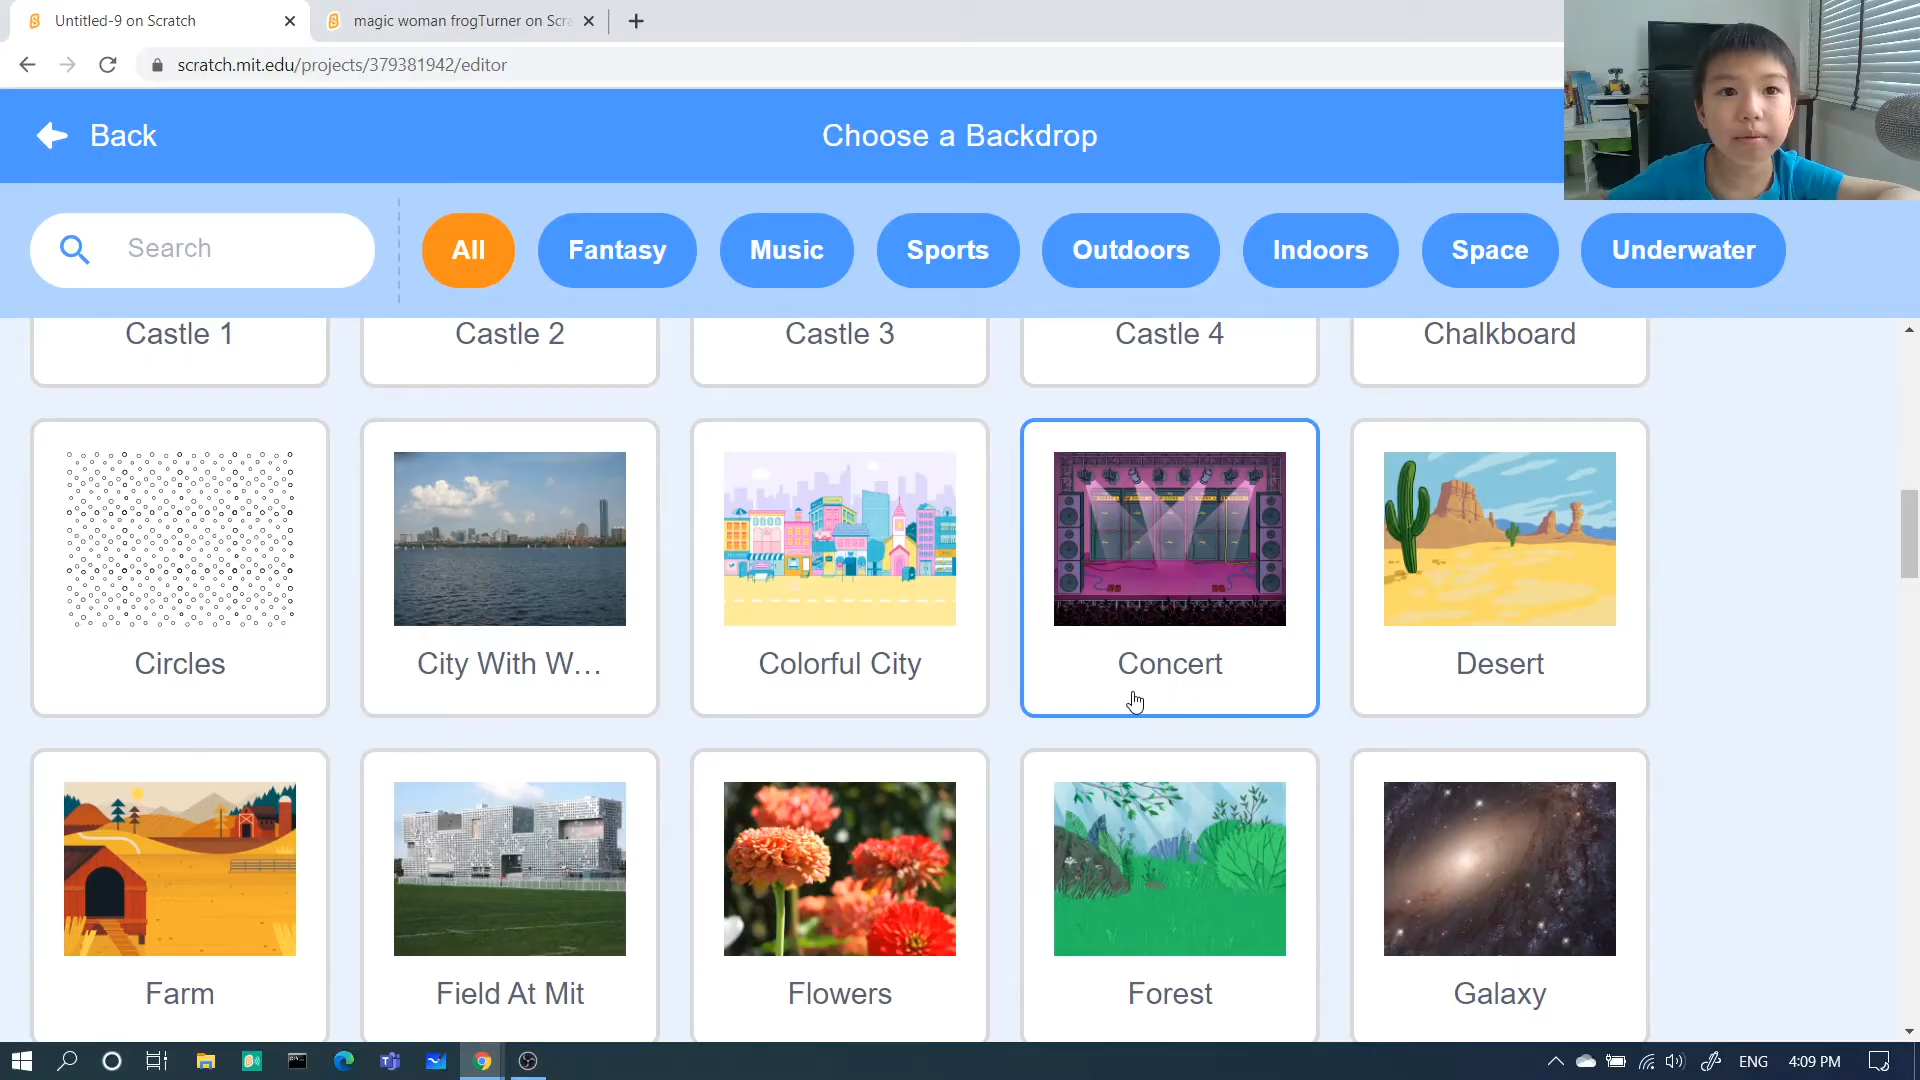 Untitled-9 on Scratch
magic woman frogTurner on Scra
scratch.mit.edu/projects/379381942/editor
Back
Choose a Backdrop
Search
All
Fantasy
Music
Sports
Outdoors
Indoors
Space
Underwater
Castle 1
Castle 2
Castle 3
Castle 4
Chalkboard
Circles
City With W...
Colorful City
Concert
Desert
Farm
Field At Mit
Flowers
Forest
Galaxy
ENG
4:09 PM